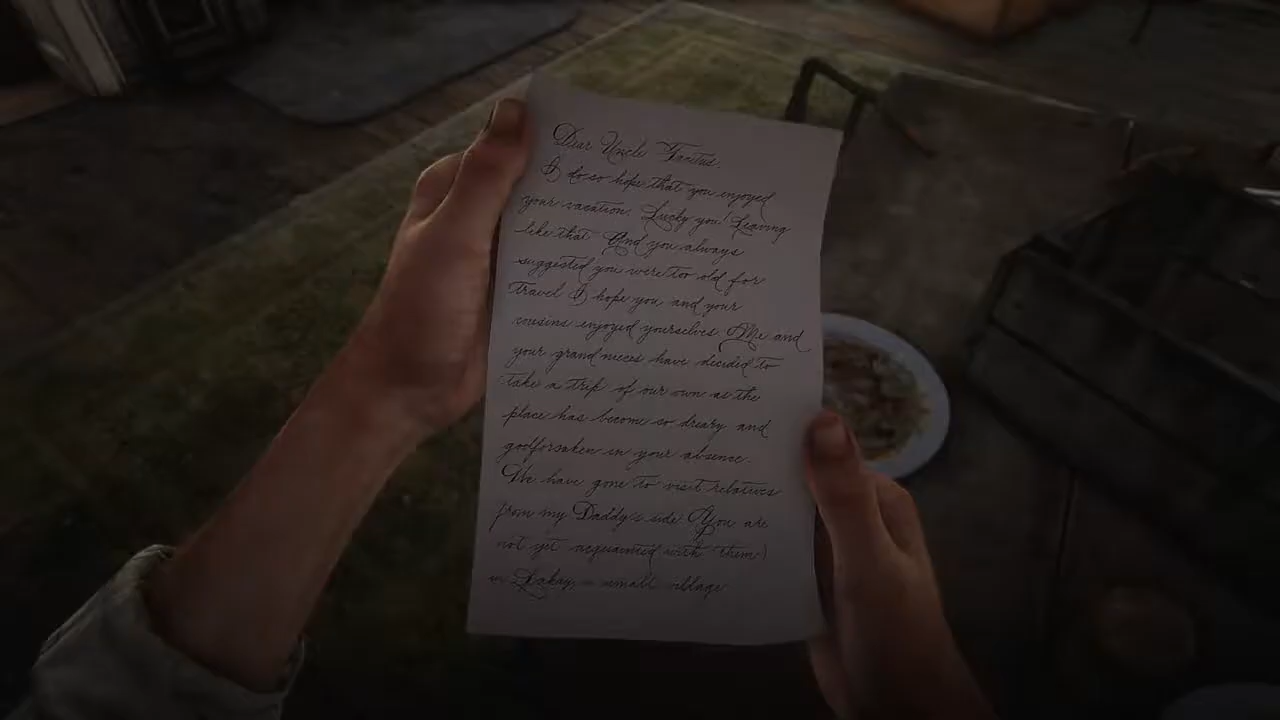 Dear Uncle Tacitus,
I do so hope that you enjoyed
your vacation. Lucky you! Leaving
like that. And you always
suggested you were too old for
travel. I hope you and your
cousins enjoyed yourselves. Me and
your grand nieces have decided to
take a trip of our own as the
place has become so dreary and
godforsaken in your absence.
We have gone to visit relatives
from my Daddy's side (You are
not yet acquainted with them)
in Lakay, a small village